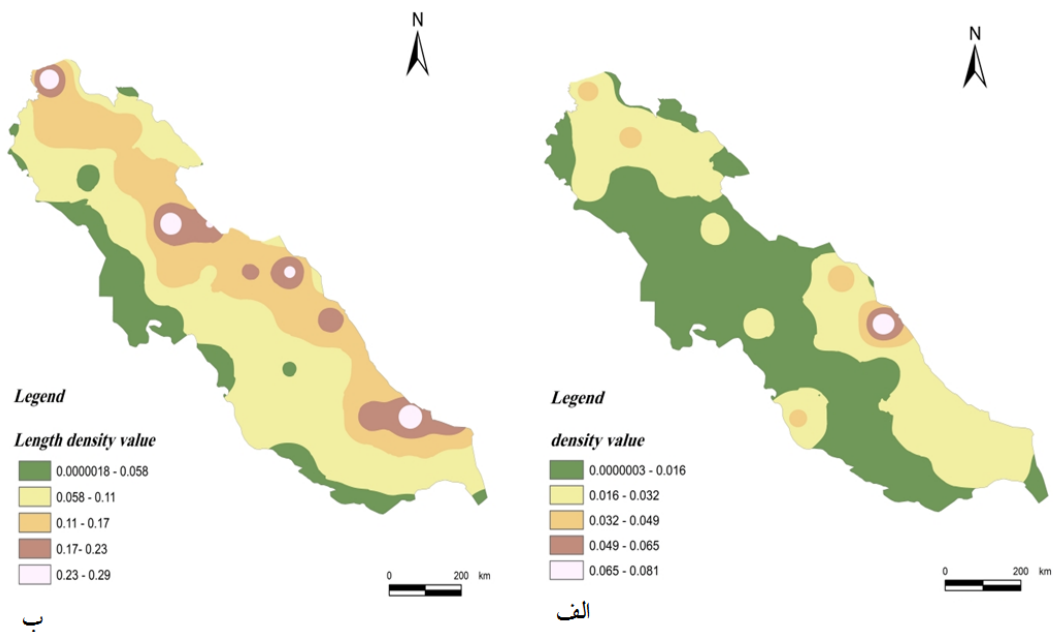 N
Legend
Length density value
0.0000018 - 0.058
0.058 - 0.11
0.11 - 0.17
0.17- 0.23
0.23 - 0.29
0 200 km
ب
N
Legend
density value
0.0000003 - 0.016
0.016 - 0.032
0.032 - 0.049
0.049 - 0.065
0.065 - 0.081
0 200 km
الف